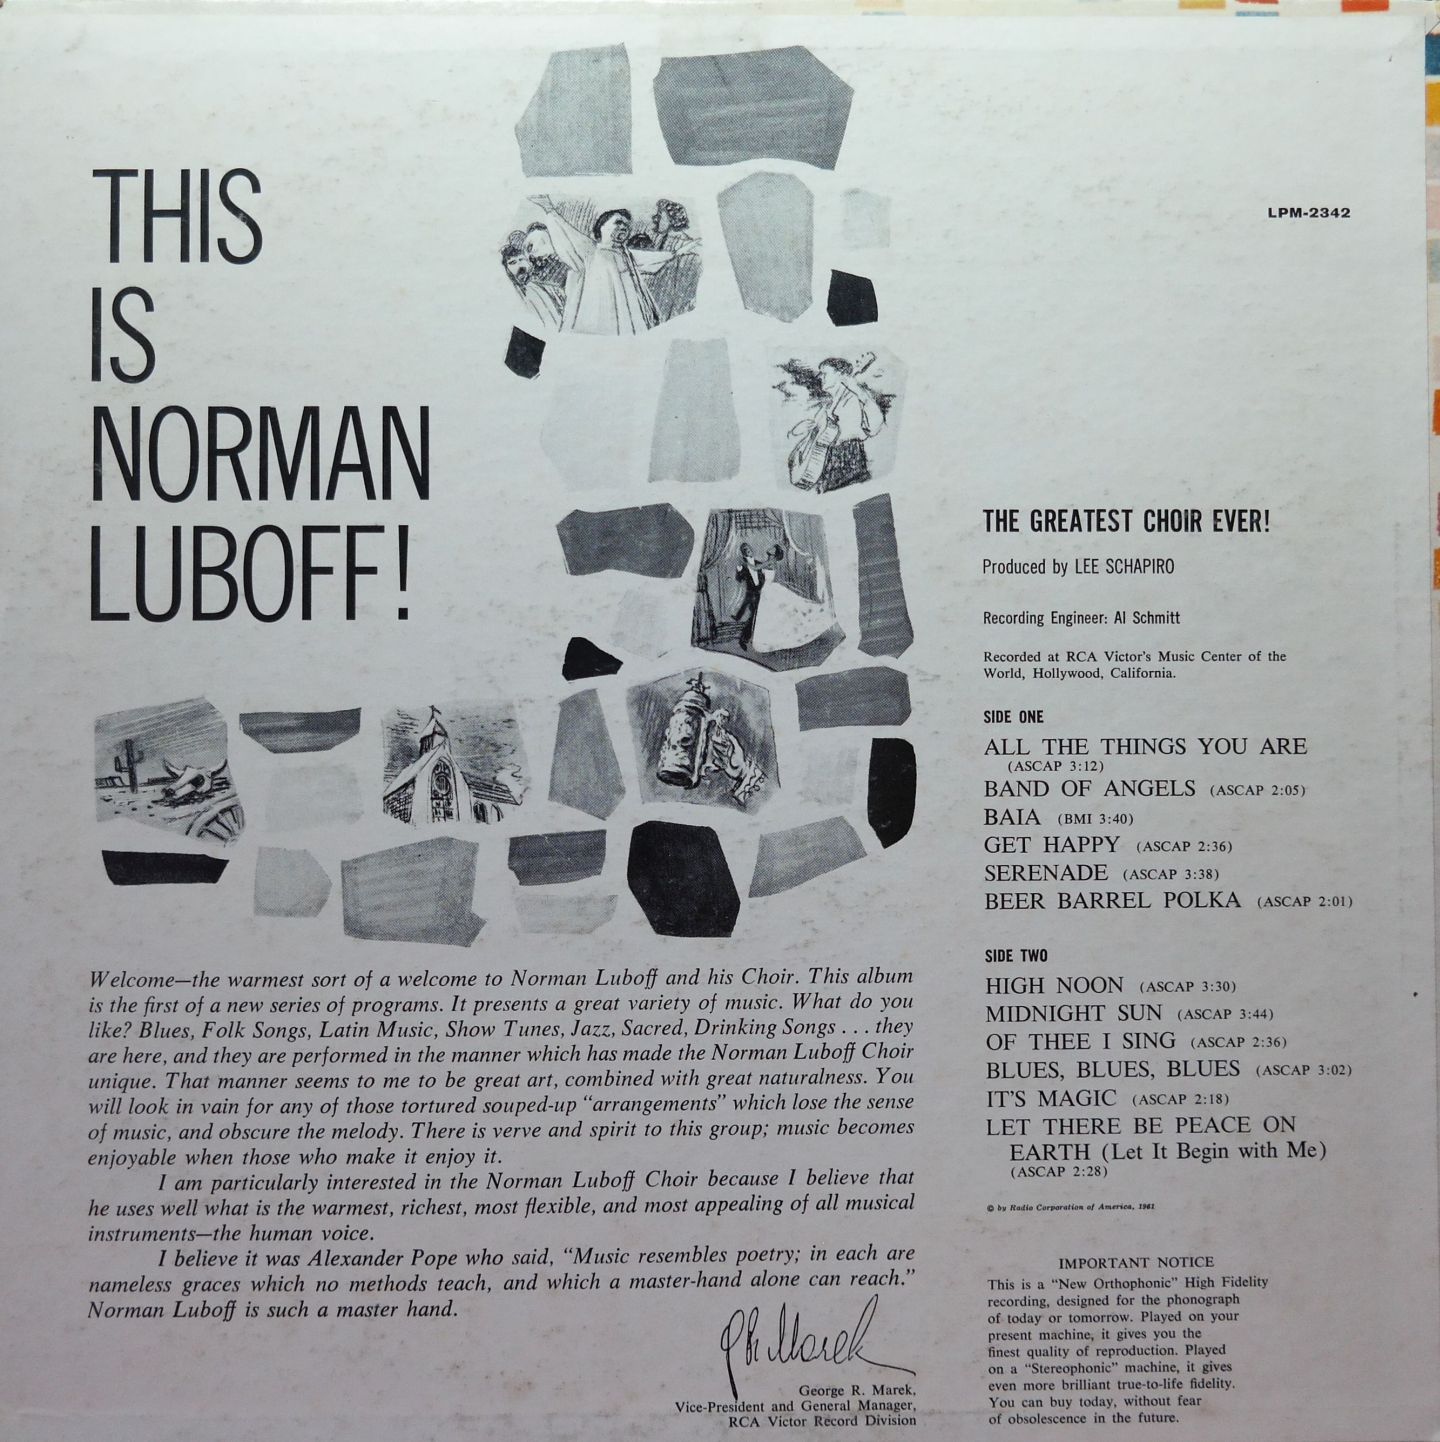 THIS
IS
NORMAN
LUBOFF!
LPM-2342
THE GREATEST CHOIR EVER!
Produced by LEE SCHAPIRO
Recording Engineer: Al Schmitt
Recorded at RCA Victor's Music Center of the
World, Hollywood, California.
SIDE ONE
ALL THE THINGS YOU ARE
(ASCAP 3:12)
BAND OF ANGELS (ASCAP 2:05)
BAIA (BMI 3:40)
GET HAPPY (ASCAP 2:36)
SERENADE (ASCAP 3:38)
BEER BARREL POLKA (ASCAP 2:01)
SIDE TWO
HIGH NOON (ASCAP 3:30)
MIDNIGHT SUN (ASCAP 3:44)
OF THEE I SING (ASCAP 2:36)
BLUES, BLUES, BLUES (ASCAP 3:02)
IT'S MAGIC (ASCAP 2:18)
LET THERE BE PEACE ON
EARTH (Let It Begin with Me)
(ASCAP 2:28)
© by Radio Corporation of America, 1961
IMPORTANT NOTICE
This is a “New Orthophonic” High Fidelity
recording, designed for the phonograph
of today or tomorrow. Played on your
present machine, it gives you the
finest quality of reproduction. Played
on a “Stereophonic” machine, it gives
even more brilliant true-to-life fidelity.
You can buy today, without fear
of obsolescence in the future.
Welcome—the warmest sort of a welcome to Norman Luboff and his Choir. This album
is the first of a new series of programs. It presents a great variety of music. What do you
like? Blues, Folk Songs, Latin Music, Show Tunes, Jazz, Sacred, Drinking Songs . . . they
are here, and they are performed in the manner which has made the Norman Luboff Choir
unique. That manner seems to me to be great art, combined with great naturalness. You
will look in vain for any of those tortured souped-up “arrangements” which lose the sense
of music, and obscure the melody. There is verve and spirit to this group; music becomes
enjoyable when those who make it enjoy it.
I am particularly interested in the Norman Luboff Choir because I believe that
he uses well what is the warmest, richest, most flexible, and most appealing of all musical
instruments—the human voice.
I believe it was Alexander Pope who said, “Music resembles poetry; in each are
nameless graces which no methods teach, and which a master-hand alone can reach.”
Norman Luboff is such a master hand.
George R. Marek,
Vice-President and General Manager,
RCA Victor Record Division